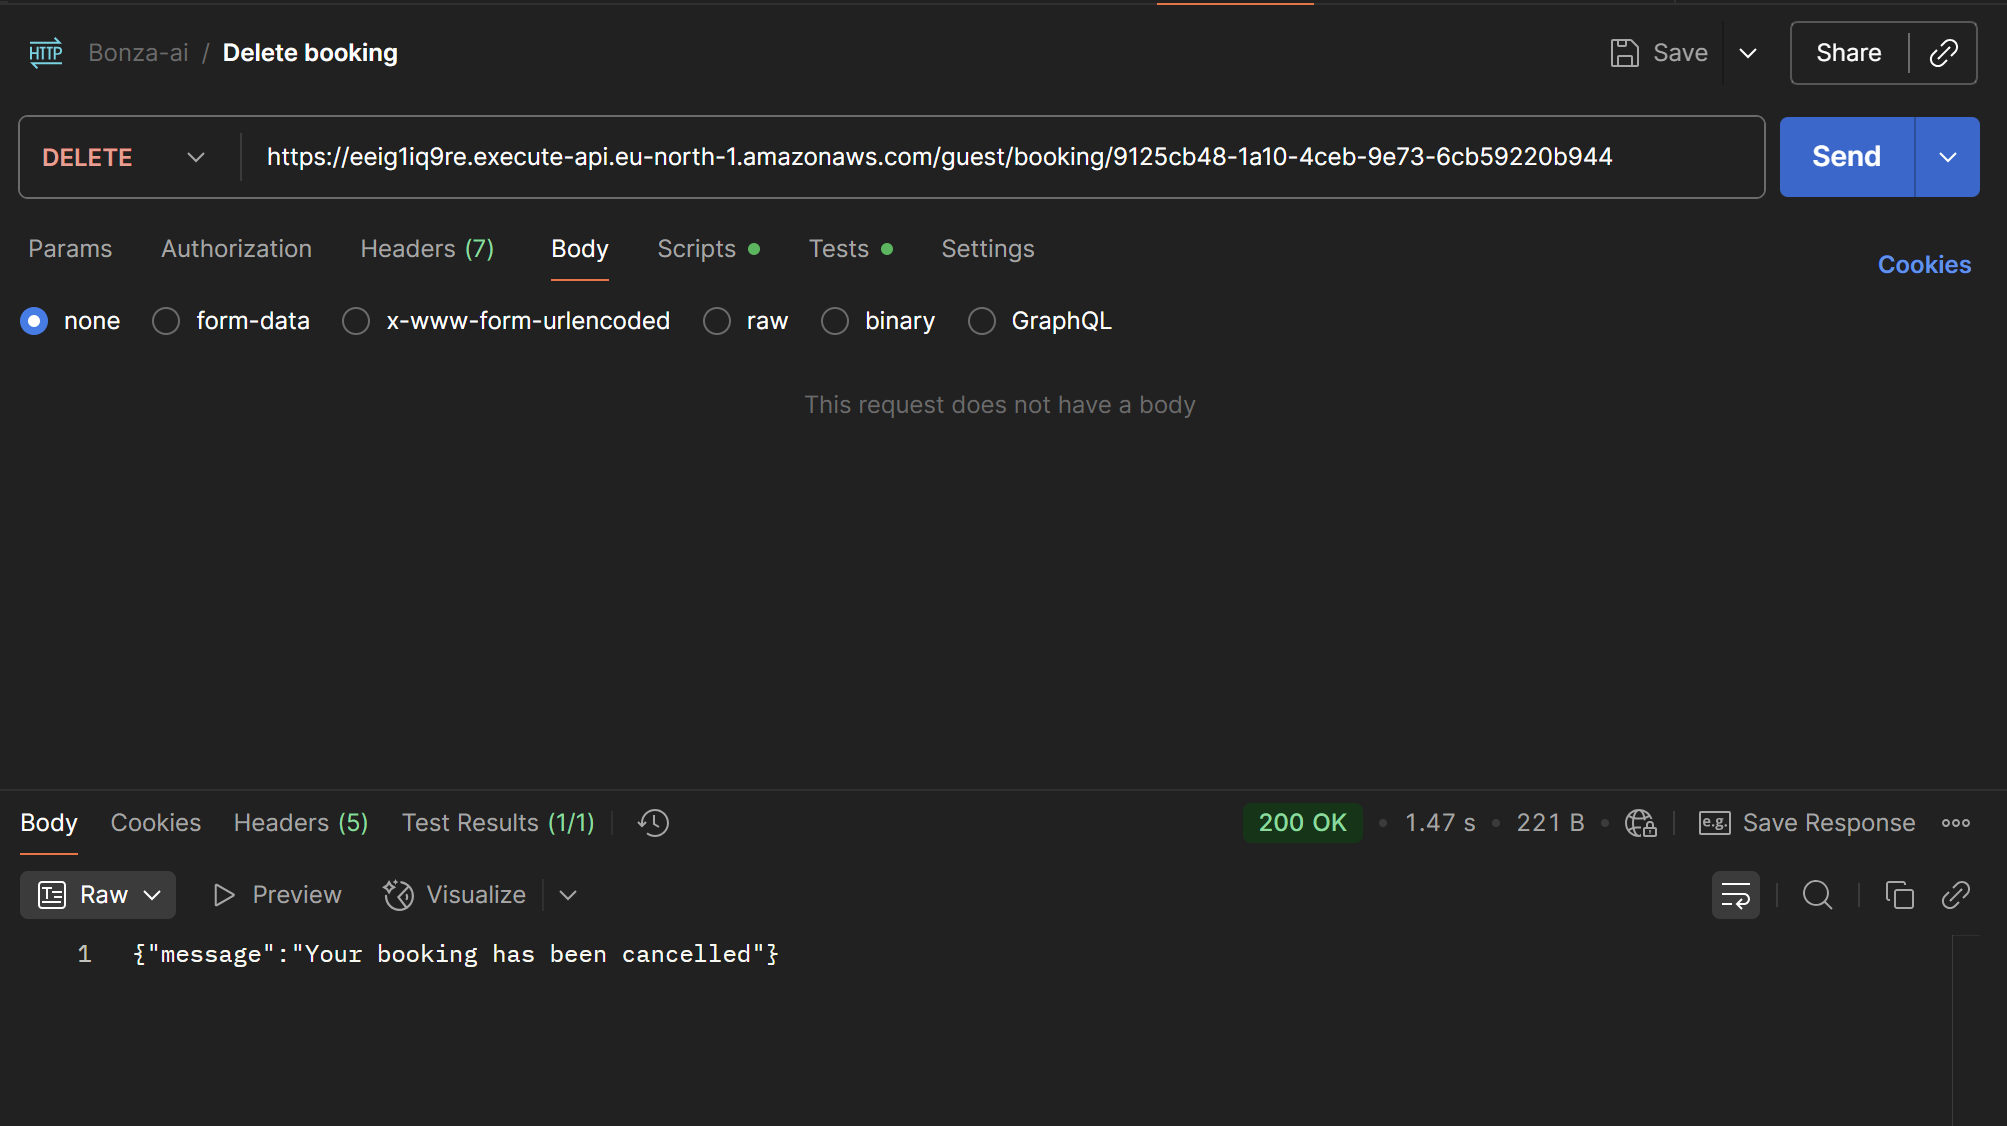 HTTP Bonza-ai / Delete booking Save Share
DELETE https://eeig1iq9re.execute-api.eu-north-1.amazonaws.com/guest/booking/9125cb48-1a10-4ceb-9e73-6cb59220b944 Send
Params Authorization Headers (7) Body Scripts Tests Settings Cookies
none form-data x-www-form-urlencoded raw binary GraphQL
This request does not have a body
Body Cookies Headers (5) Test Results (1/1) 200 OK • 1.47 s • 221 B • e.g. Save Response
Raw Preview Visualize
1 {"message":"Your booking has been cancelled"}